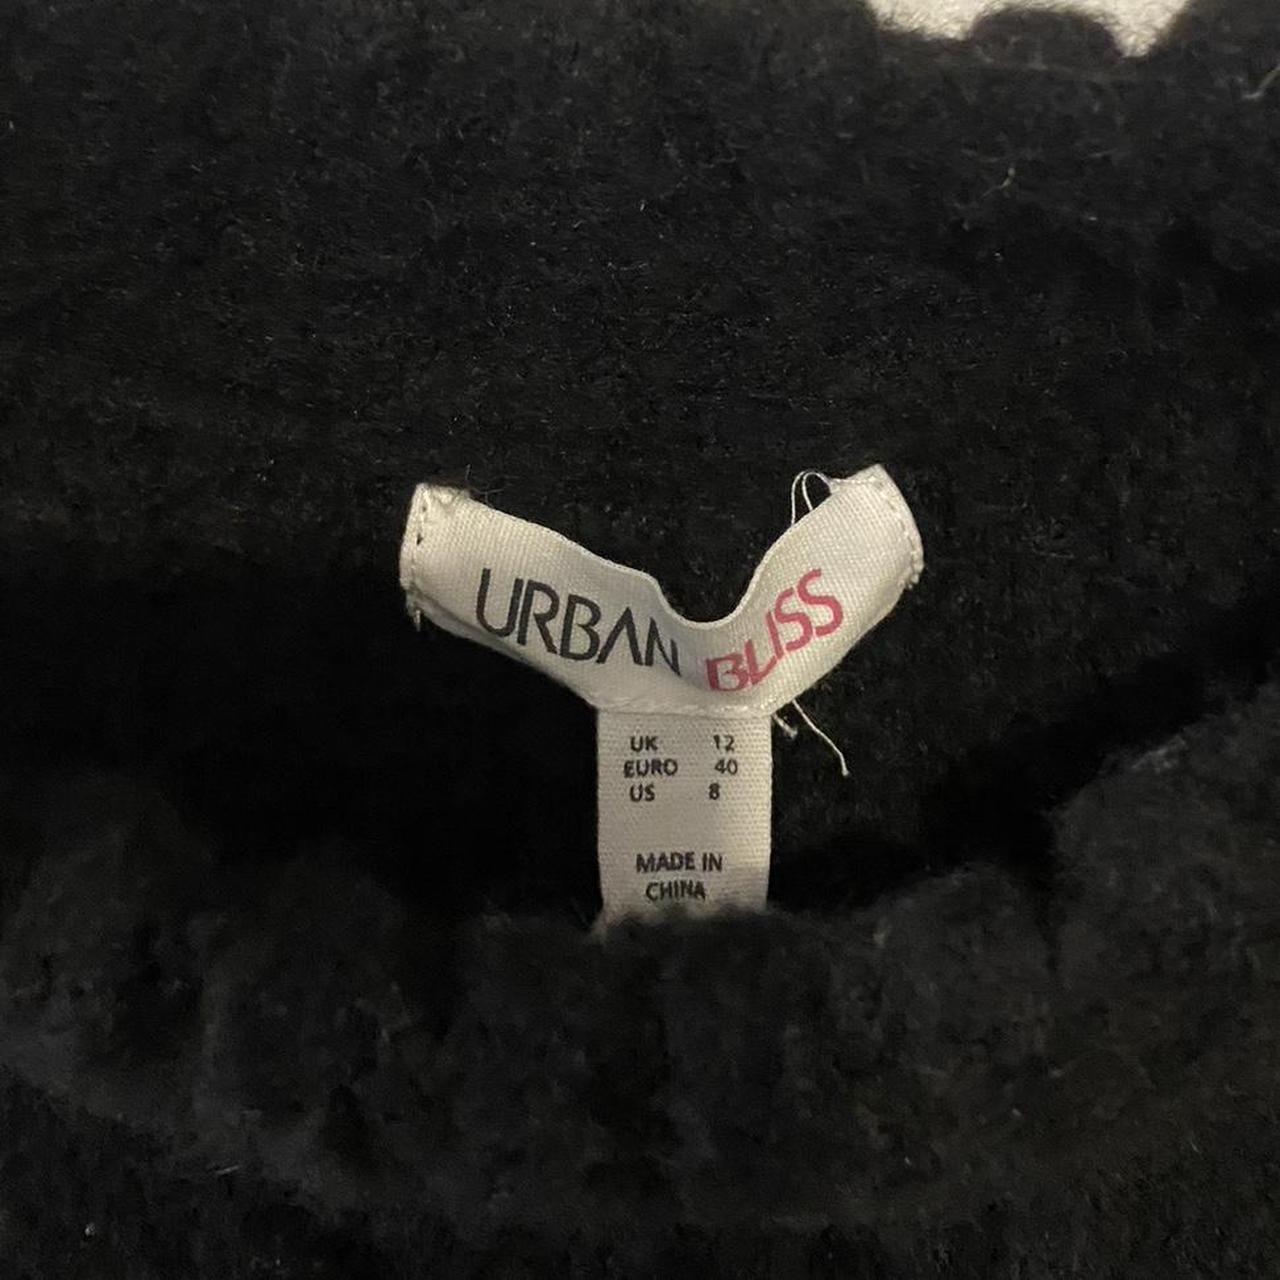 URBAN BLISS
UK 12
EURO 40
US 8
MADE IN
CHINA